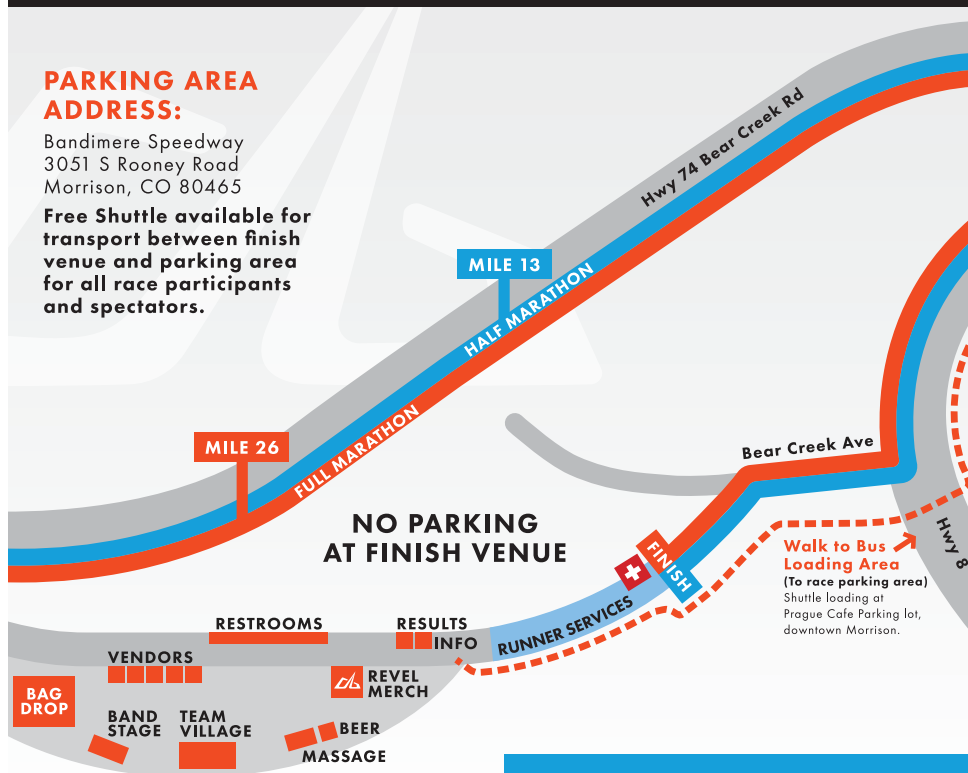 PARKING AREA
ADDRESS:
Bandimere Speedway
3051 S Rooney Road
Morrison, CO 80465
Free Shuttle available for
transport between finish
venue and parking area
for all race participants
and spectators.
Hwy 74 Bear Creek Rd
MILE 13
HALF MARATHON
MILE 26
FULL MARATHON
Bear Creek Ave
NO PARKING
AT FINISH VENUE
FINISH
Hwy 8
Walk to Bus
Loading Area
(To race parking area)
Shuttle loading at
Prague Cafe Parking lot,
downtown Morrison.
RUNNER SERVICES
RESTROOMS
RESULTS
INFO
VENDORS
REVEL
MERCH
BAG
DROP
BAND
STAGE
TEAM
VILLAGE
BEER
MASSAGE